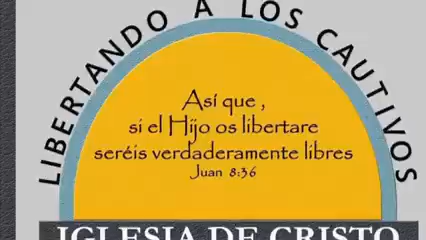 LIBERTANDO A LOS CAUTIVOS
Así que ,
si el Hijo os libertare
seréis verdaderamente libres
Juan 8:36
IGLESIA DE CRISTO